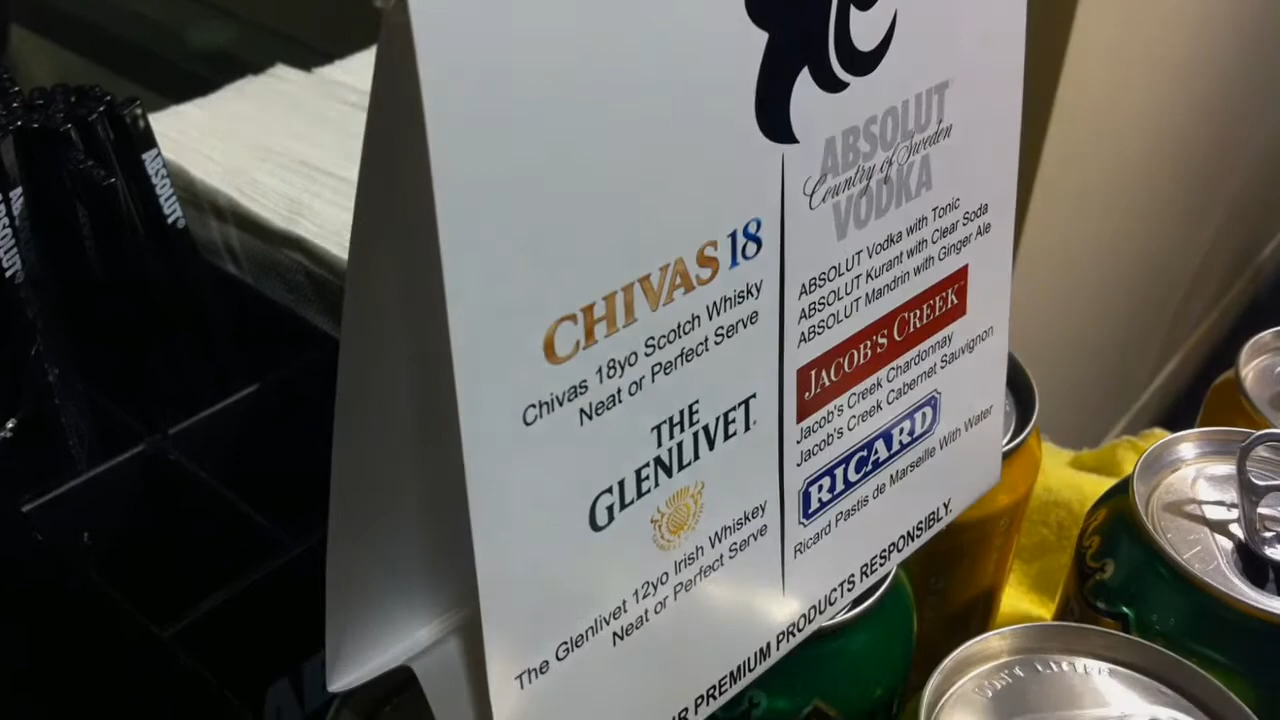 CHIVAS 18
Chivas 18yo Scotch Whisky
Neat or Perfect Serve
THE
GLENLIVET
The Glenlivet 12yo Irish Whiskey
Neat or Perfect Serve
ABSOLUT
Country of Sweden
VODKA
ABSOLUT Vodka with Tonic
ABSOLUT Kurant with Clear Soda
ABSOLUT Mandrin with Ginger Ale
JACOB'S CREEK™
Jacob's Creek Chardonnay
Jacob's Creek Cabernet Sauvignon
RICARD
Ricard Pastis de Marseille With Water
PREMIUM PRODUCTS RESPONSIBLY.
ABSOLUT®
ABSOLUT®